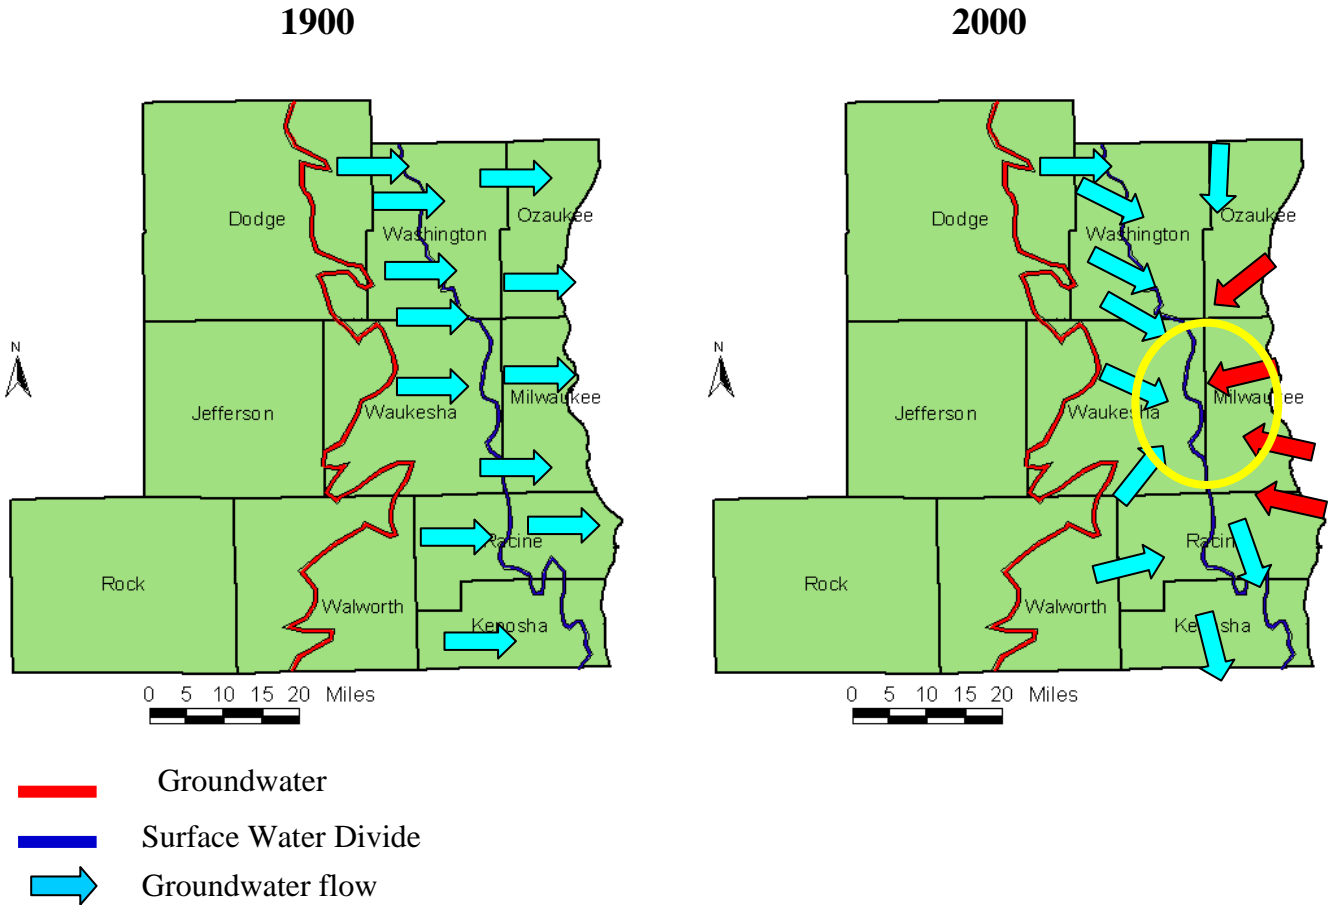 1900
2000
Dodge
Washington
Ozaukee
Jefferson
Waukesha
Milwaukee
Rock
Walworth
Racine
Kenosha
N
0 5 10 15 20 Miles
Dodge
Washington
Ozaukee
Jefferson
Waukesha
Milwaukee
Rock
Walworth
Racin
Kenosha
N
0 5 10 15 20 Miles
Groundwater
Surface Water Divide
Groundwater flow